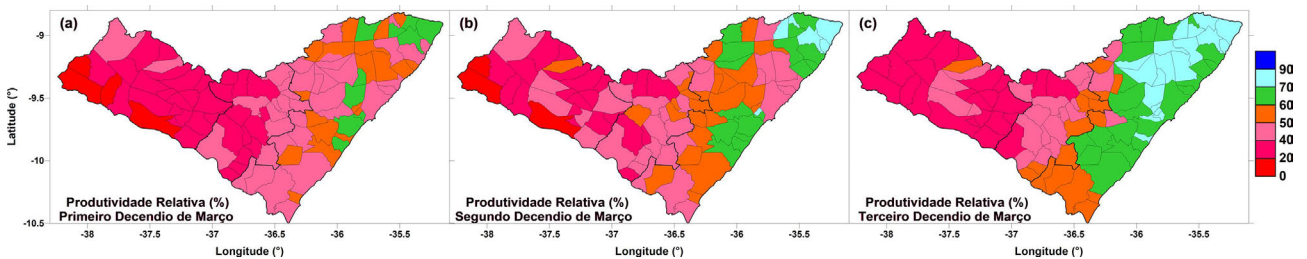 (a)
(b)
(c)
-9
-9.5
-10
-10.5
Latitude (°)
Produtividade Relativa (%)
Primeiro Decendio de Março
Produtividade Relativa (%)
Segundo Decendio de Março
Produtividade Relativa (%)
Terceiro Decendio de Março
-38 -37.5 -37 -36.5 -36 -35.5
-38 -37.5 -37 -36.5 -36 -35.5
-38 -37.5 -37 -36.5 -36 -35.5
Longitude (°)
Longitude (°)
Longitude (°)
90
70
60
50
40
20
0